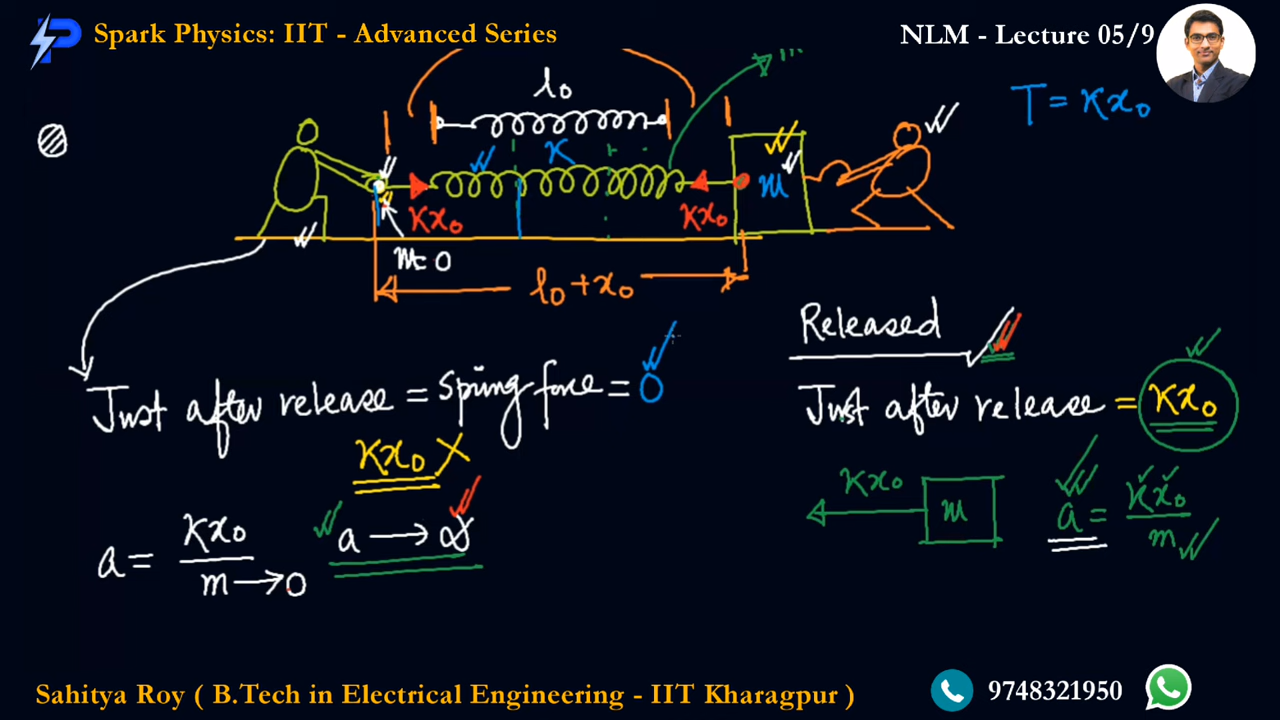 Spark Physics: IIT - Advanced Series
NLM - Lecture 05/9
l₀
T = Kx₀
K
m
Kx₀
Kx₀
m=0
l₀+x₀
Released
Just after release = Spring force = 0
Just after release = Kx₀
Kx₀ X
Kx₀
m
a = Kx₀ / m
a = Kx₀ / m→0
a → ∞
Sahitya Roy ( B.Tech in Electrical Engineering - IIT Kharagpur )
9748321950